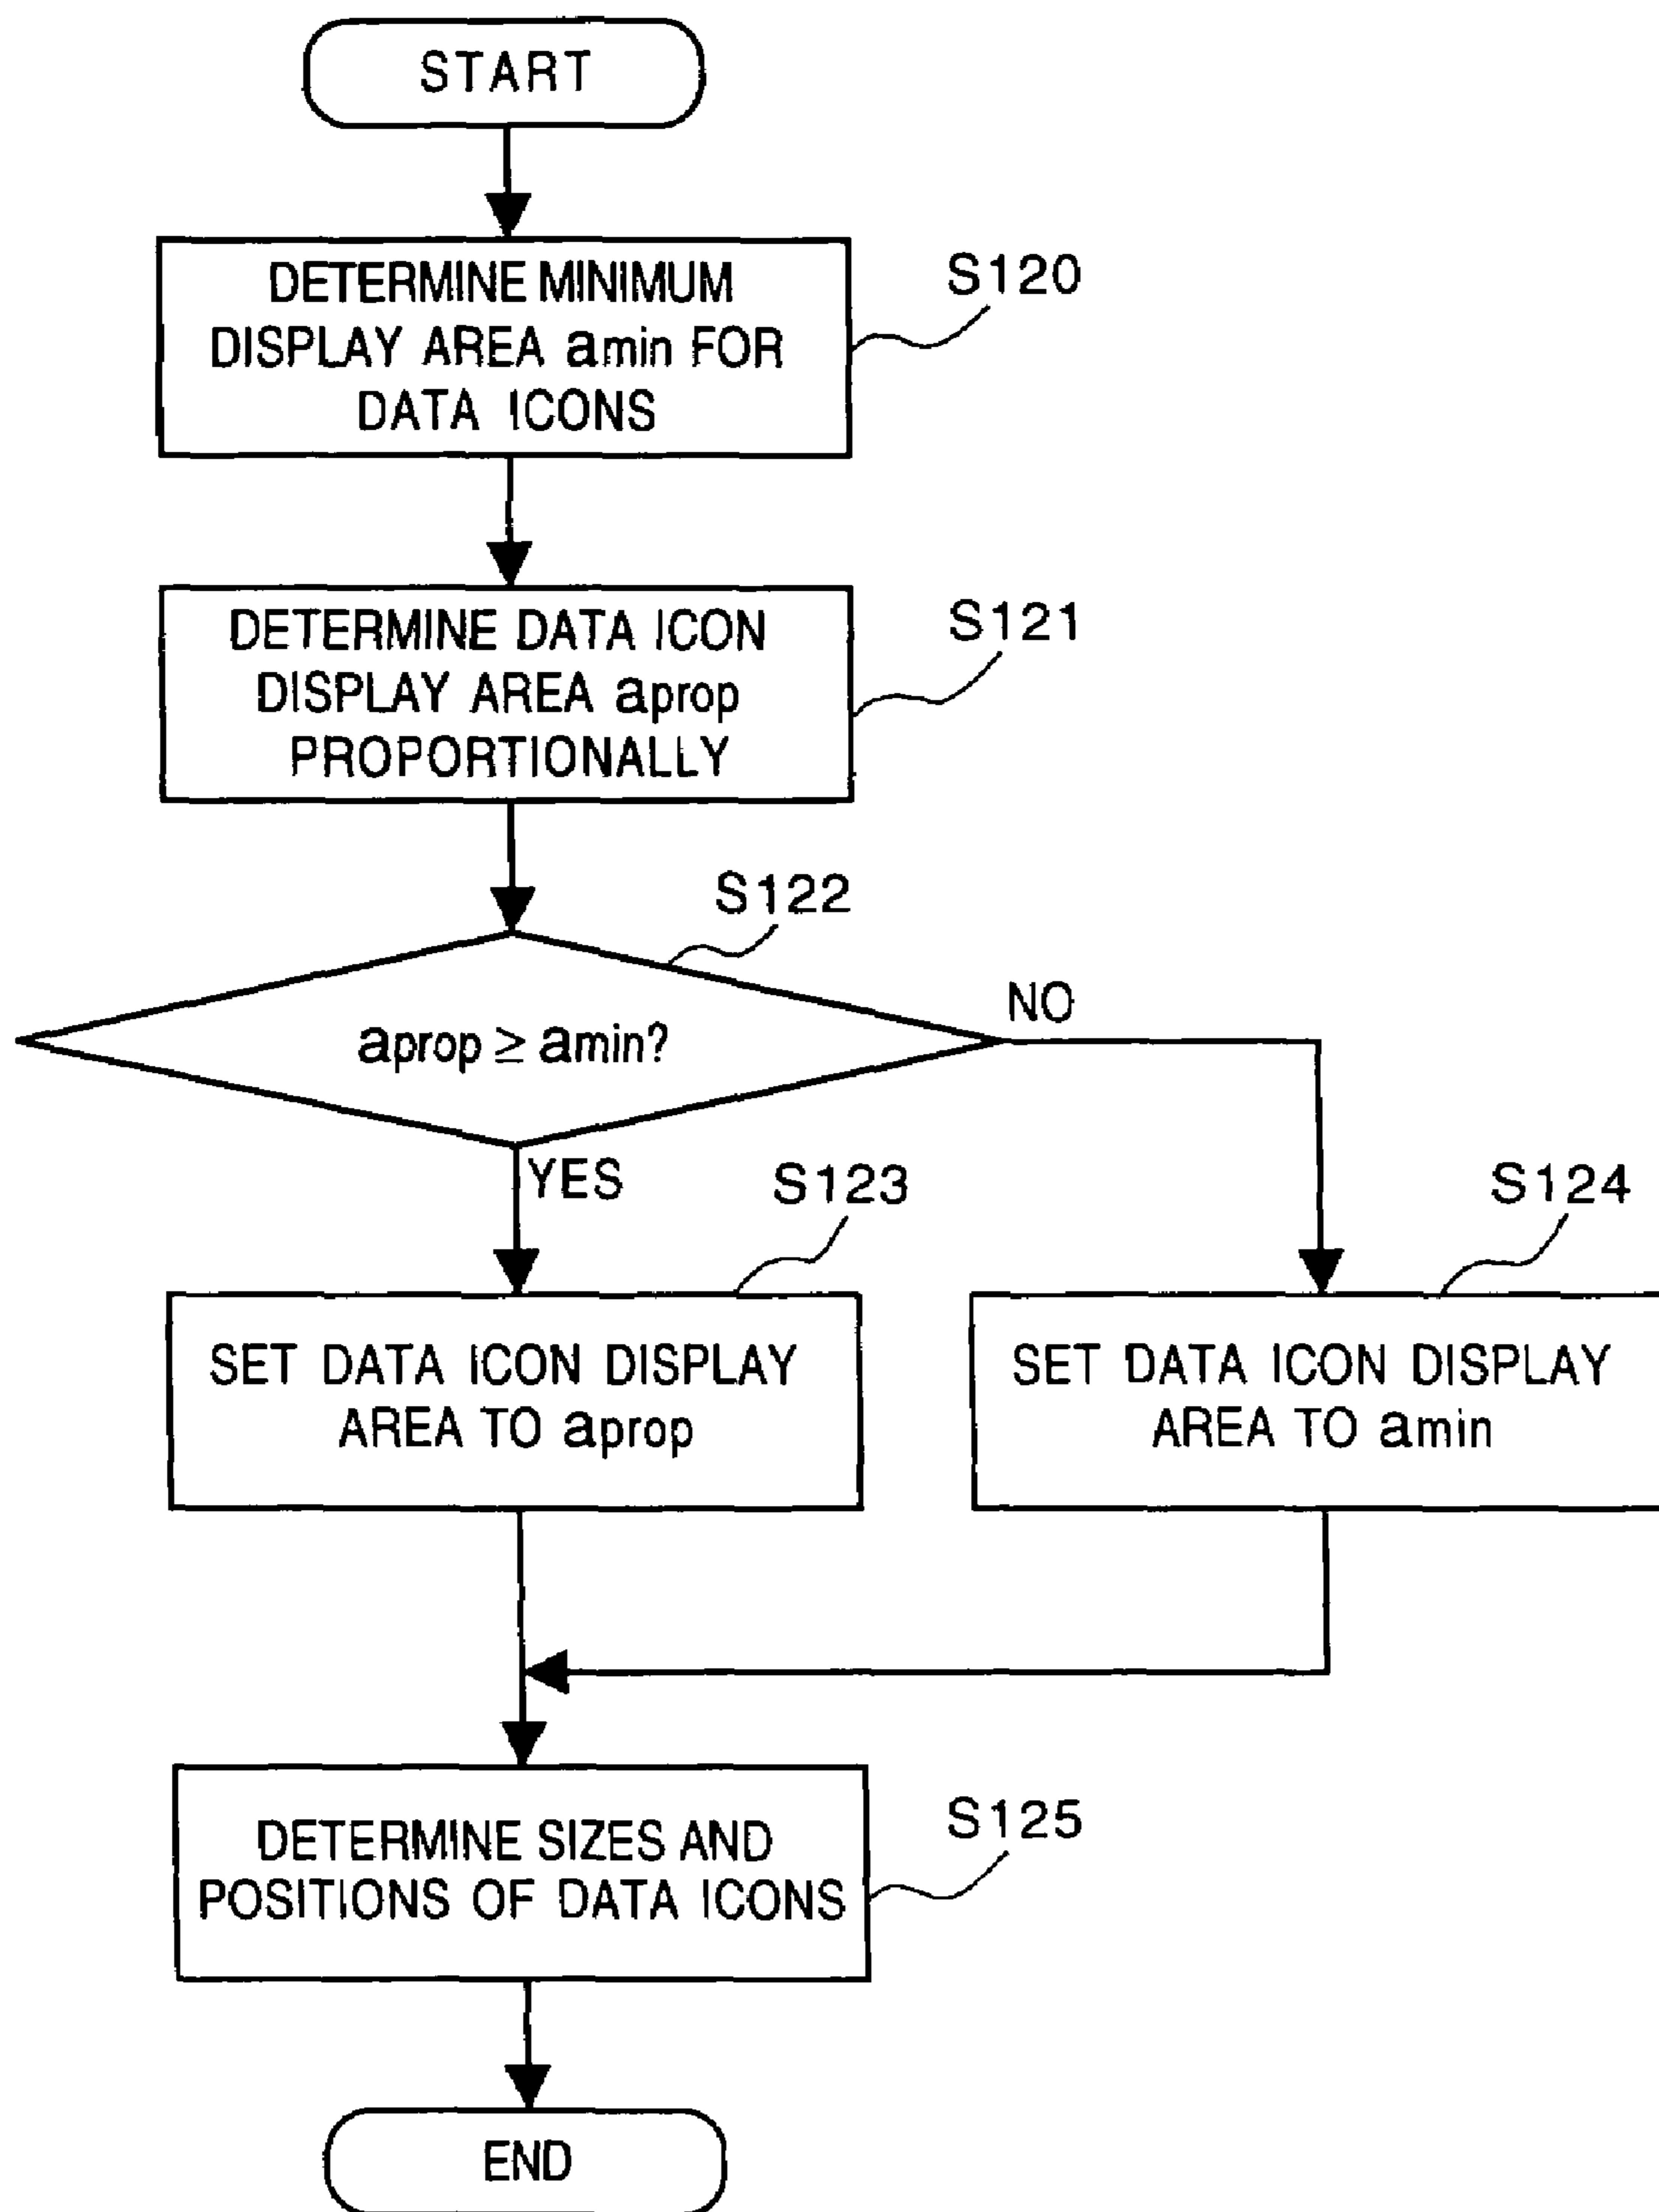 START
DETERMINE MINIMUM
DISPLAY AREA amin FOR
DATA ICONS
S120
DETERMINE DATA ICON
DISPLAY AREA aprop
PROPORTIONALLY
S121
S122
aprop ≥ amin?
NO
YES
S123
SET DATA ICON DISPLAY
AREA TO aprop
S124
SET DATA ICON DISPLAY
AREA TO amin
DETERMINE SIZES AND
POSITIONS OF DATA ICONS
S125
END